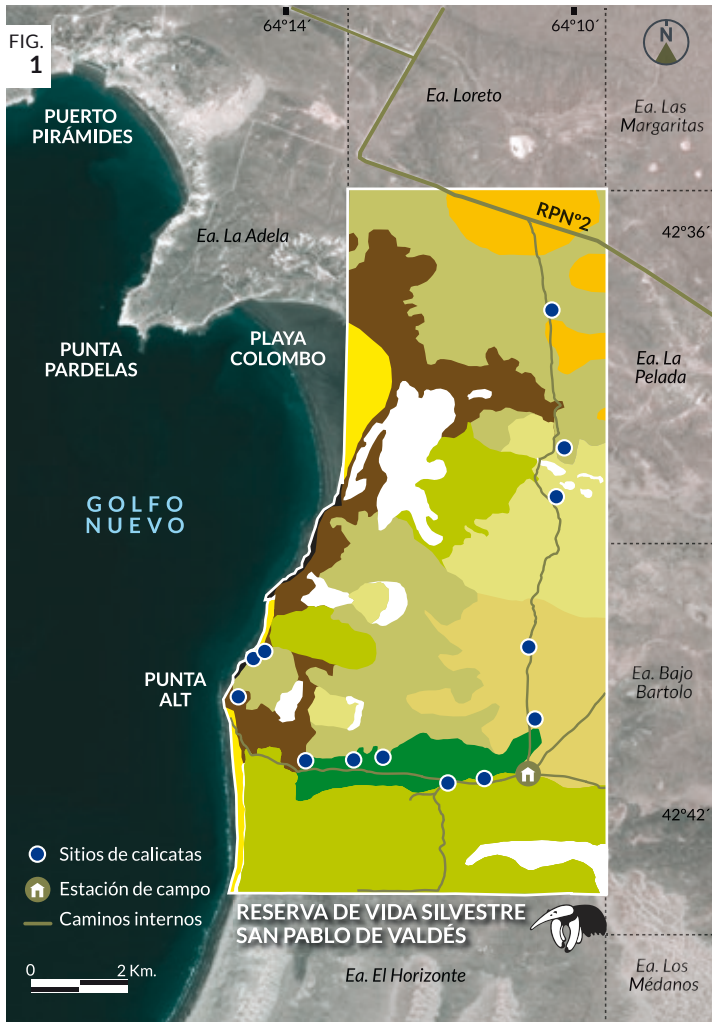 FIG.
1
64°14´
64°10´
N
PUERTO
PIRÁMIDES
Ea. Loreto
Ea. Las
Margaritas
RPNº2
42°36´
Ea. La Adela
PUNTA
PARDELAS
PLAYA
COLOMBO
Ea. La
Pelada
GOLFO
NUEVO
PUNTA
ALT
Ea. Bajo
Bartolo
42°42´
Sitios de calicatas
Estación de campo
Caminos internos
RESERVA DE VIDA SILVESTRE
SAN PABLO DE VALDÉS
0
2 Km.
Ea. El Horizonte
Ea. Los
Médanos